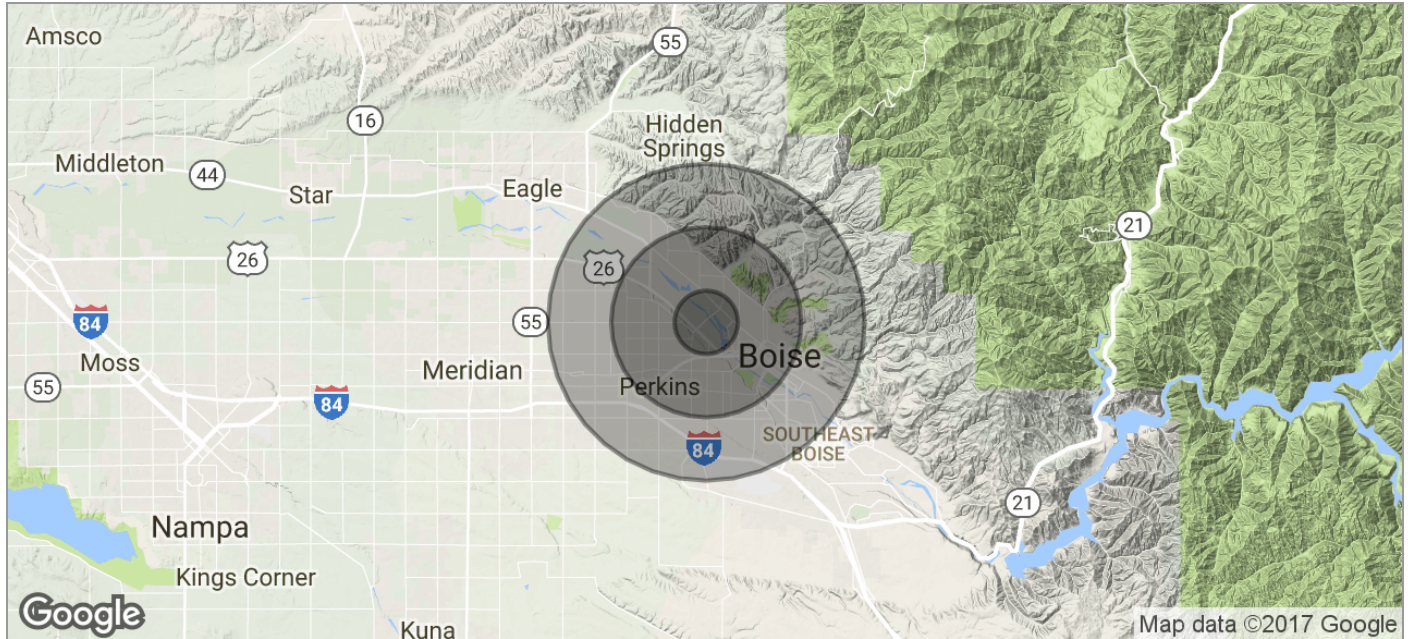 Amsco
55
16
Hidden
Springs
Middleton
44
Star
Eagle
21
26
26
84
55
Moss
Meridian
Boise
55
84
Perkins
84
SOUTHEAST
BOISE
21
Nampa
Kings Corner
Google
Kuna
Map data ©2017 Google